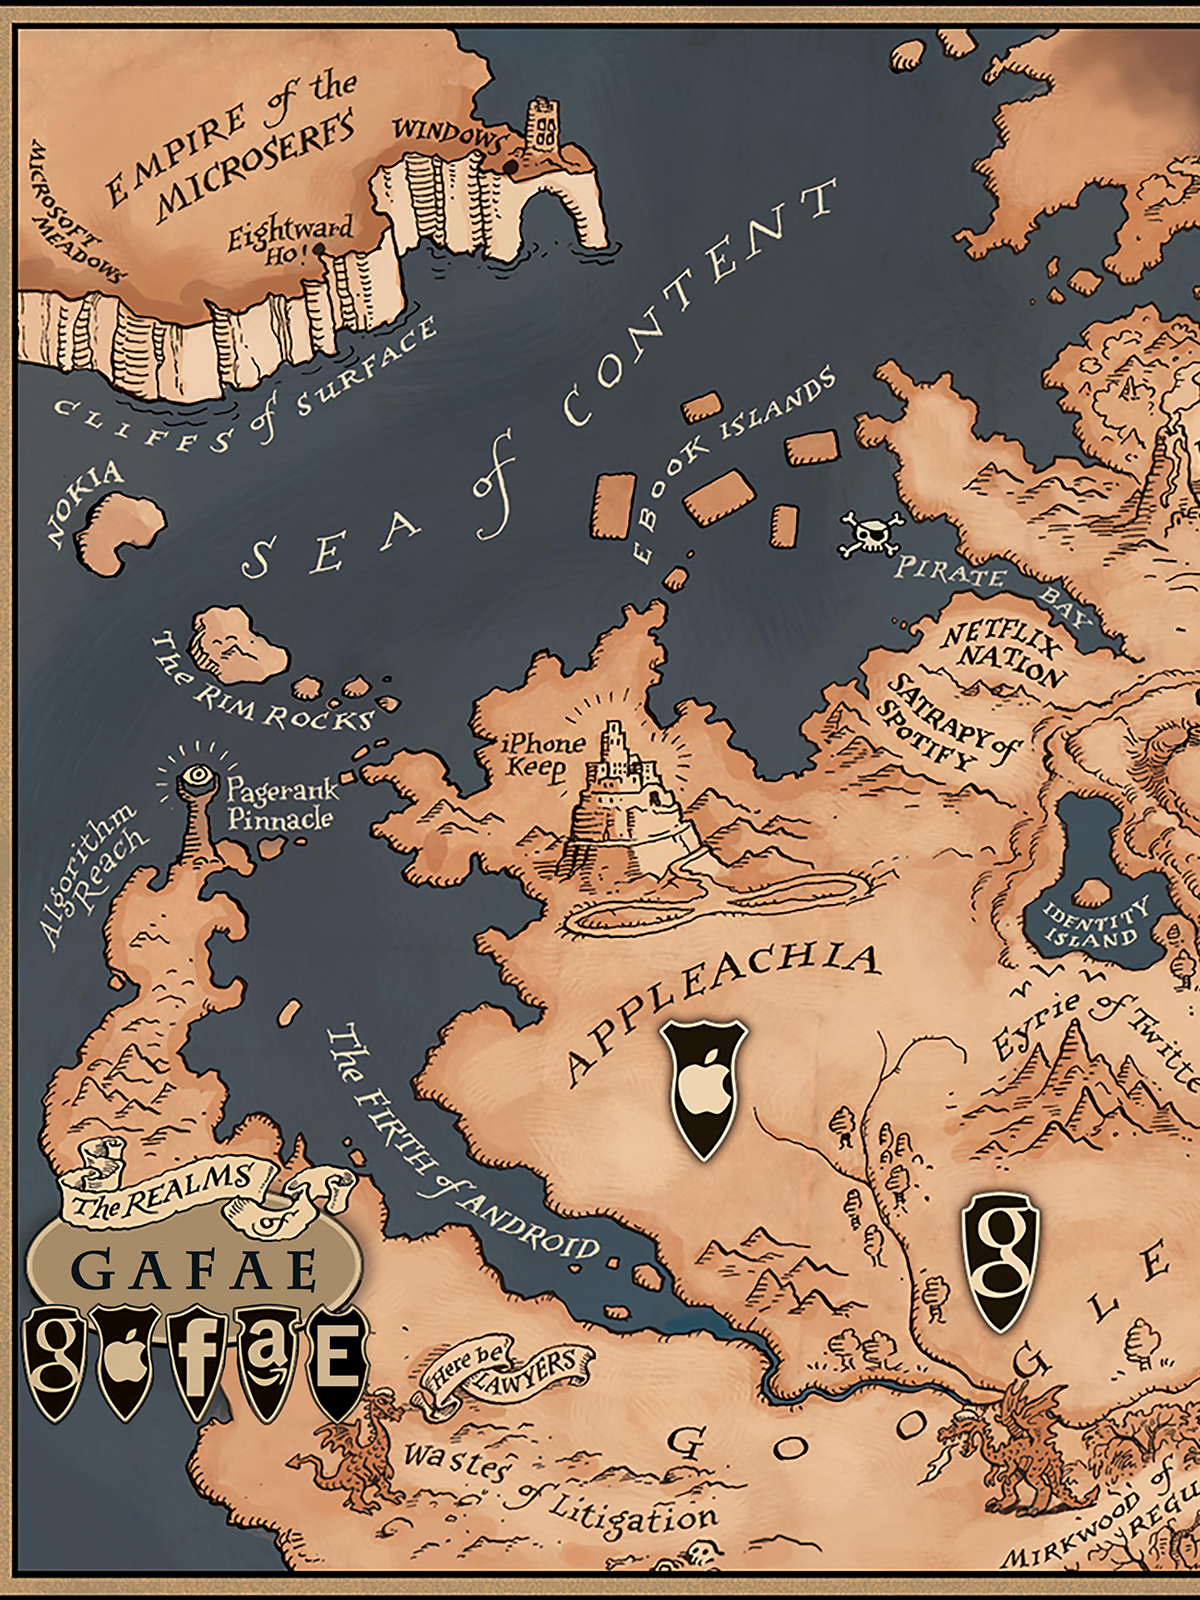 EMPIRE of the
MICROSERFS
WINDOWS
MICROSOFT
MEADOWS
Eightward
Ho!
CLIFFS of SURFACE
NOKIA
SEA of CONTENT
EBOOK ISLANDS
PIRATE BAY
NETFLIX
NATION
SATRAPY of
SPOTIFY
The RIM ROCKS
iPhone
Keep
Pagerank
Pinnacle
Algorithm
Reach
IDENTITY
ISLAND
APPLEACHIA
Eyrie of Twitte
The FIRTH of ANDROID
g
The REALMS
of
GAFAE
g f a E
Here be
LAWYERS
GOOGLE
Wastes of Litigation
MIRKWOOD of
REGU